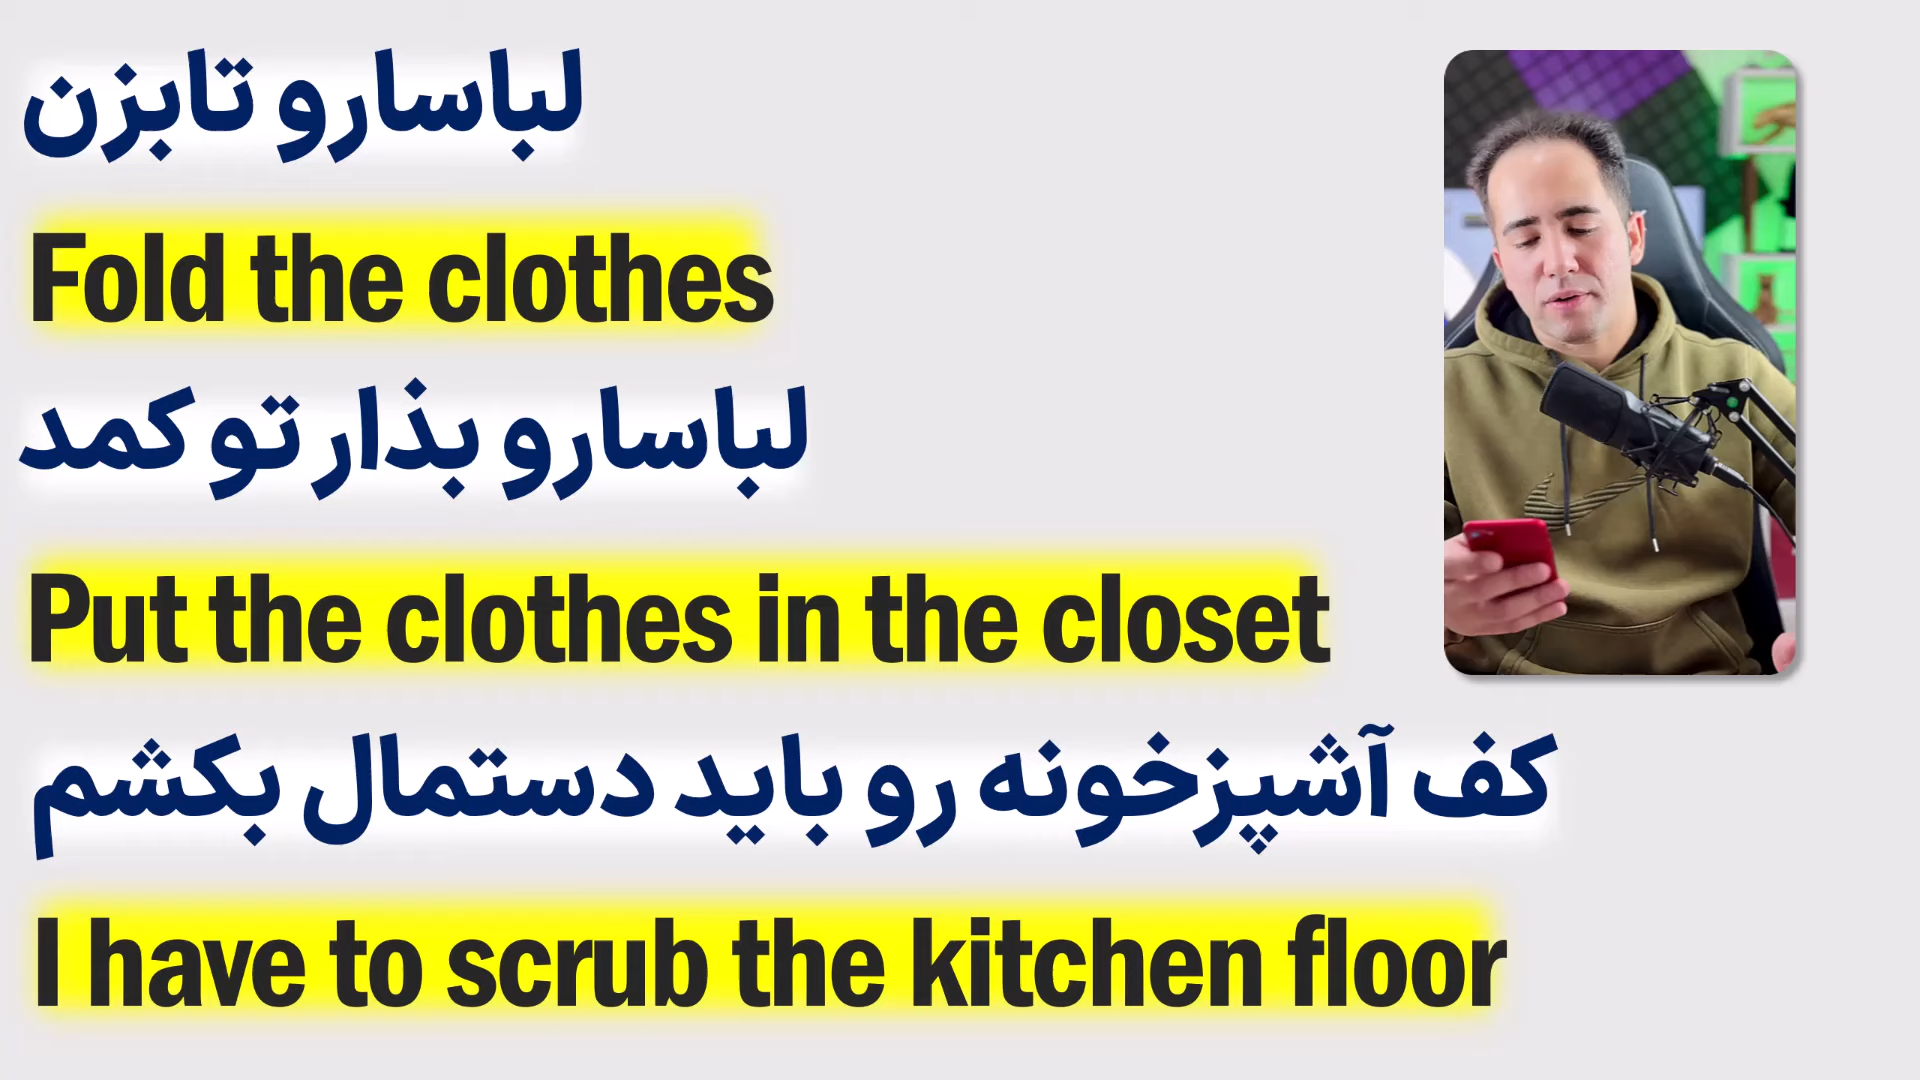 لباسارو تابزن
Fold the clothes
لباسارو بذار تو کمد
Put the clothes in the closet
کف آشپزخونه رو باید دستمال بکشم
I have to scrub the kitchen floor